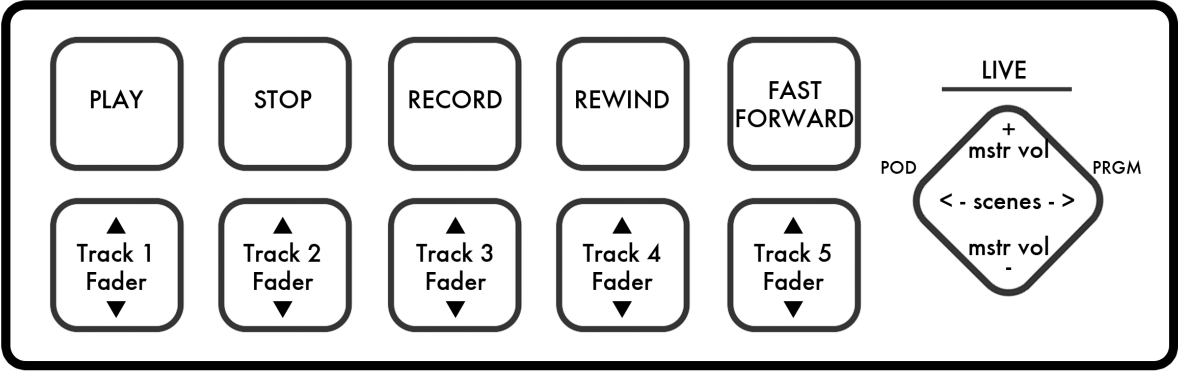 PLAY
STOP
RECORD
REWIND
FAST
FORWARD
LIVE
POD
PRGM
+
mstr vol
< - scenes - >
mstr vol
-
▲
Track 1
Fader
▼
▲
Track 2
Fader
▼
▲
Track 3
Fader
▼
▲
Track 4
Fader
▼
▲
Track 5
Fader
▼